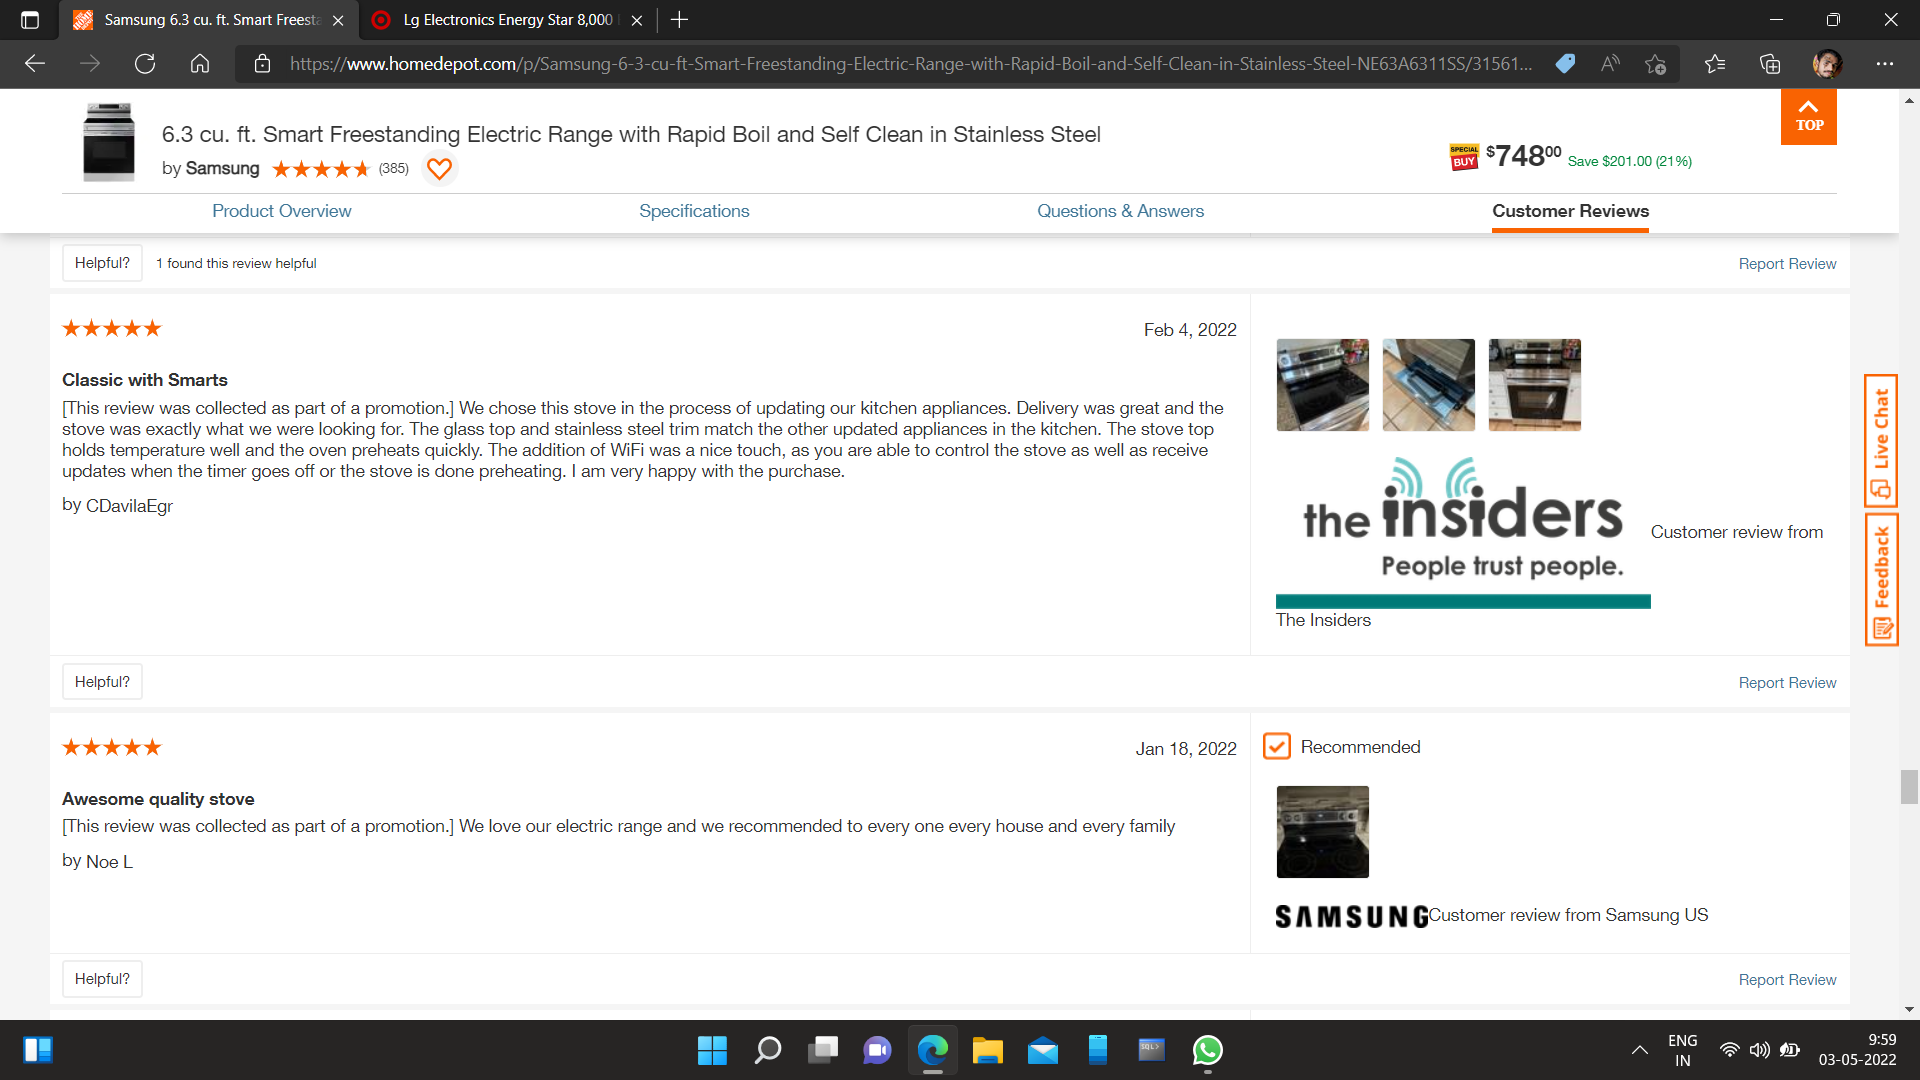 Samsung 6.3 cu. ft. Smart Freesta
Lg Electronics Energy Star 8,000
https://www.homedepot.com/p/Samsung-6-3-cu-ft-Smart-Freestanding-Electric-Range-with-Rapid-Boil-and-Self-Clean-in-Stainless-Steel-NE63A6311SS/31561...
6.3 cu. ft. Smart Freestanding Electric Range with Rapid Boil and Self Clean in Stainless Steel
by Samsung (385)
SPECIAL BUY $748.00 Save $201.00 (21%)
TOP
Product Overview
Specifications
Questions & Answers
Customer Reviews
Helpful?
1 found this review helpful
Report Review
Feb 4, 2022
Classic with Smarts
[This review was collected as part of a promotion.] We chose this stove in the process of updating our kitchen appliances. Delivery was great and the
stove was exactly what we were looking for. The glass top and stainless steel trim match the other updated appliances in the kitchen. The stove top
holds temperature well and the oven preheats quickly. The addition of WiFi was a nice touch, as you are able to control the stove as well as receive
updates when the timer goes off or the stove is done preheating. I am very happy with the purchase.
by CDavilaEgr
the insiders
People trust people.
Customer review from
The Insiders
Live Chat
Feedback
Helpful?
Report Review
Jan 18, 2022
Recommended
Awesome quality stove
[This review was collected as part of a promotion.] We love our electric range and we recommended to every one every house and every family
by Noe L
SAMSUNG Customer review from Samsung US
Helpful?
Report Review
SQL>
ENG
IN
9:59
03-05-2022